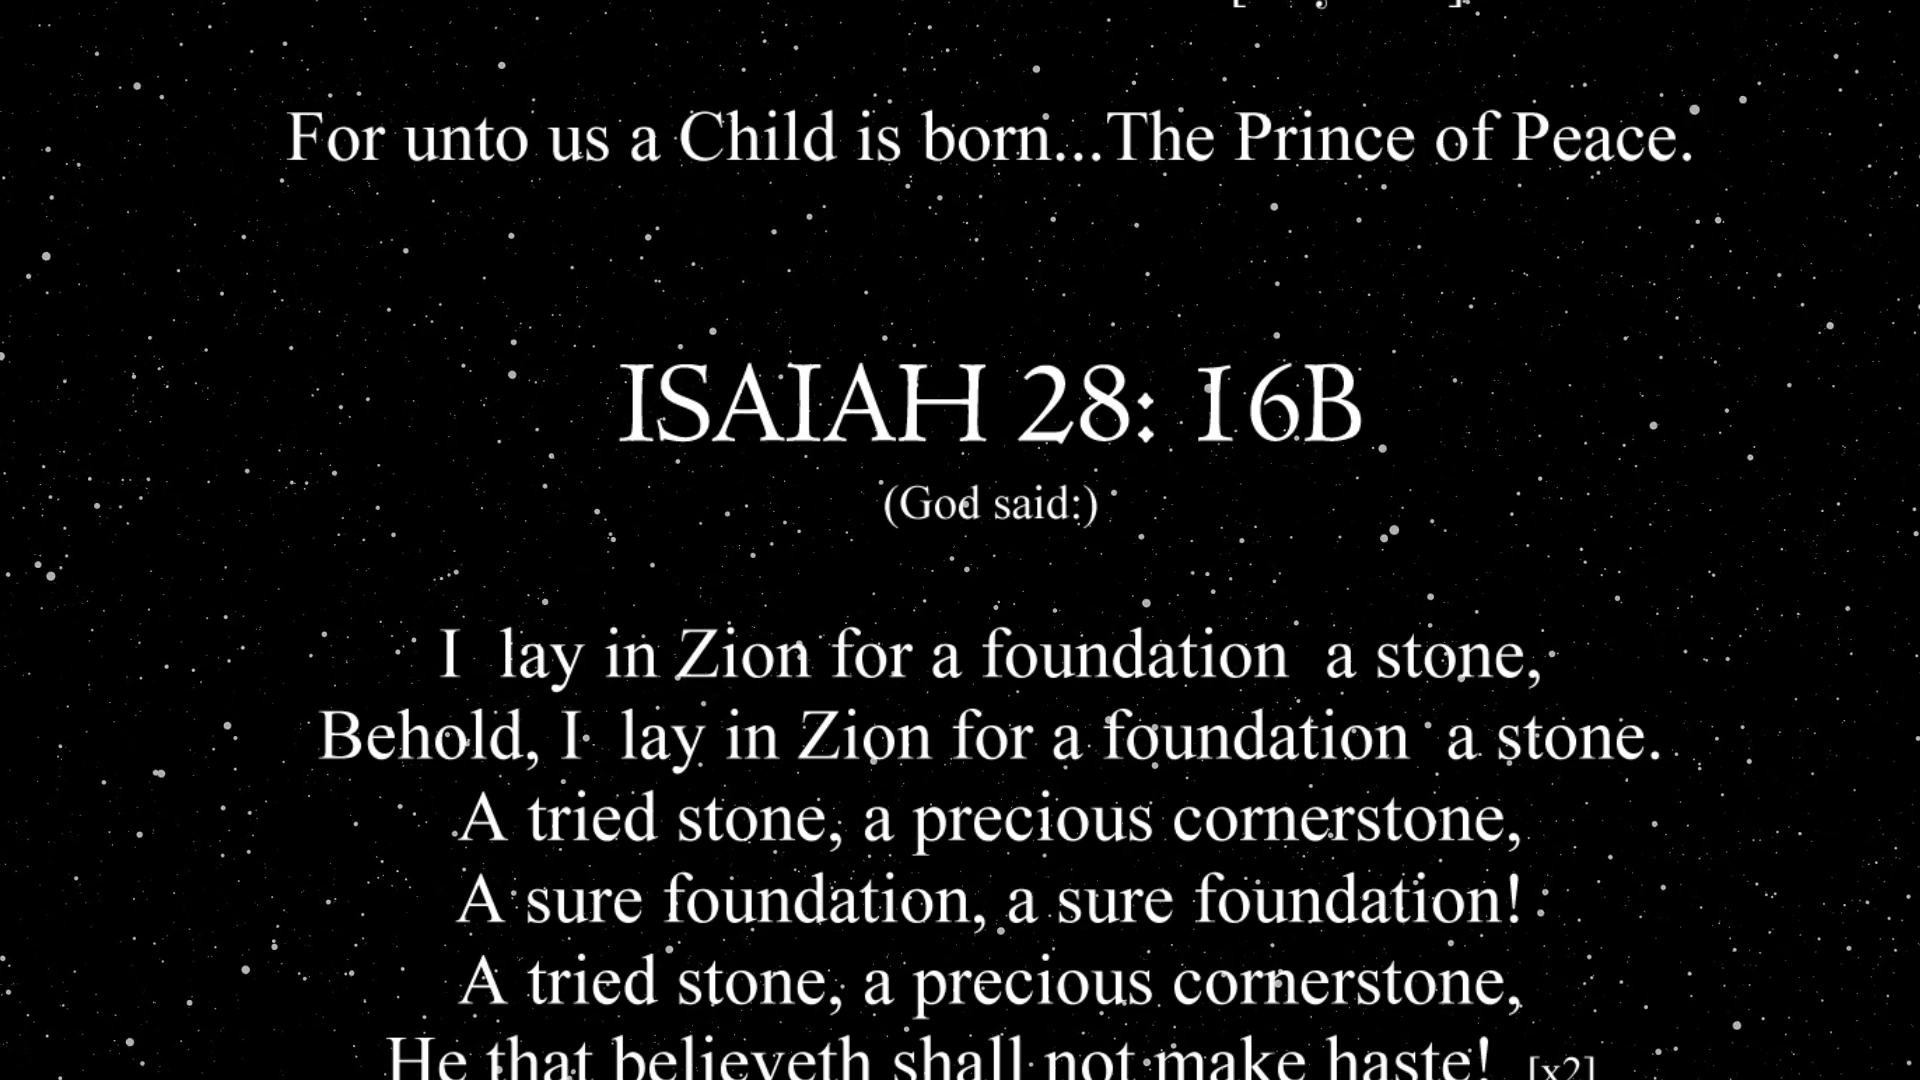 For unto us a Child is born...The Prince of Peace.
ISAIAH 28: 16B
(God said:)
I lay in Zion for a foundation a stone,
Behold, I lay in Zion for a foundation a stone.
A tried stone, a precious cornerstone,
A sure foundation, a sure foundation!
A tried stone, a precious cornerstone,
He that believeth shall not make haste! [x2]